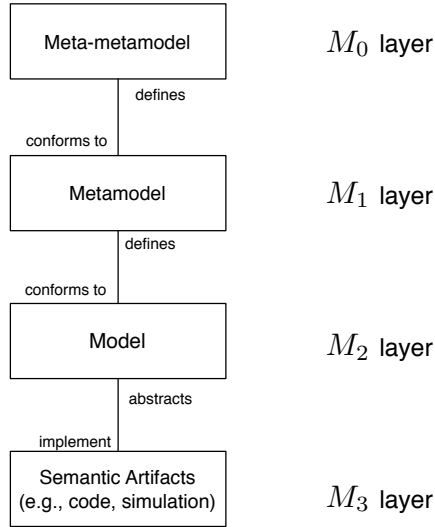 Meta-metamodel
M₀ layer
defines
conforms to
Metamodel
M₁ layer
defines
conforms to
Model
M₂ layer
abstracts
implement
Semantic Artifacts
(e.g., code, simulation)
M₃ layer